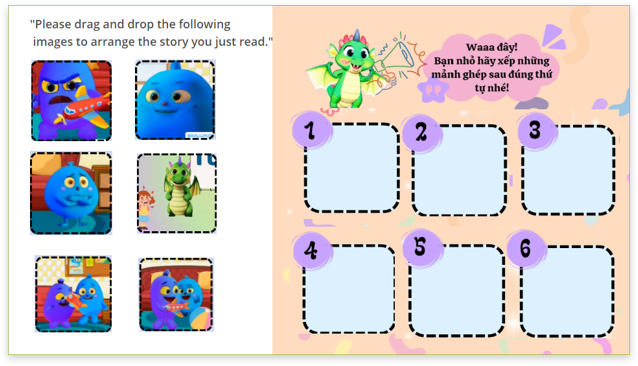 "Please drag and drop the following
images to arrange the story you just read."
Waaa đây!
Bạn nhỏ hãy xếp những
mảnh ghép sau đúng thứ
tự nhé!
1
2
3
4
5
6